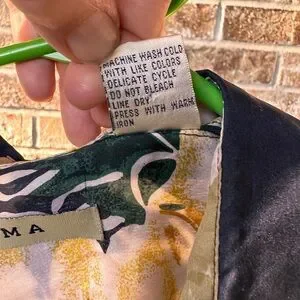 MACHINE WASH COLD
WITH LIKE COLORS
DELICATE CYCLE
DO NOT BLEACH
LINE DRY
PRESS WITH WARM
IRON
MA